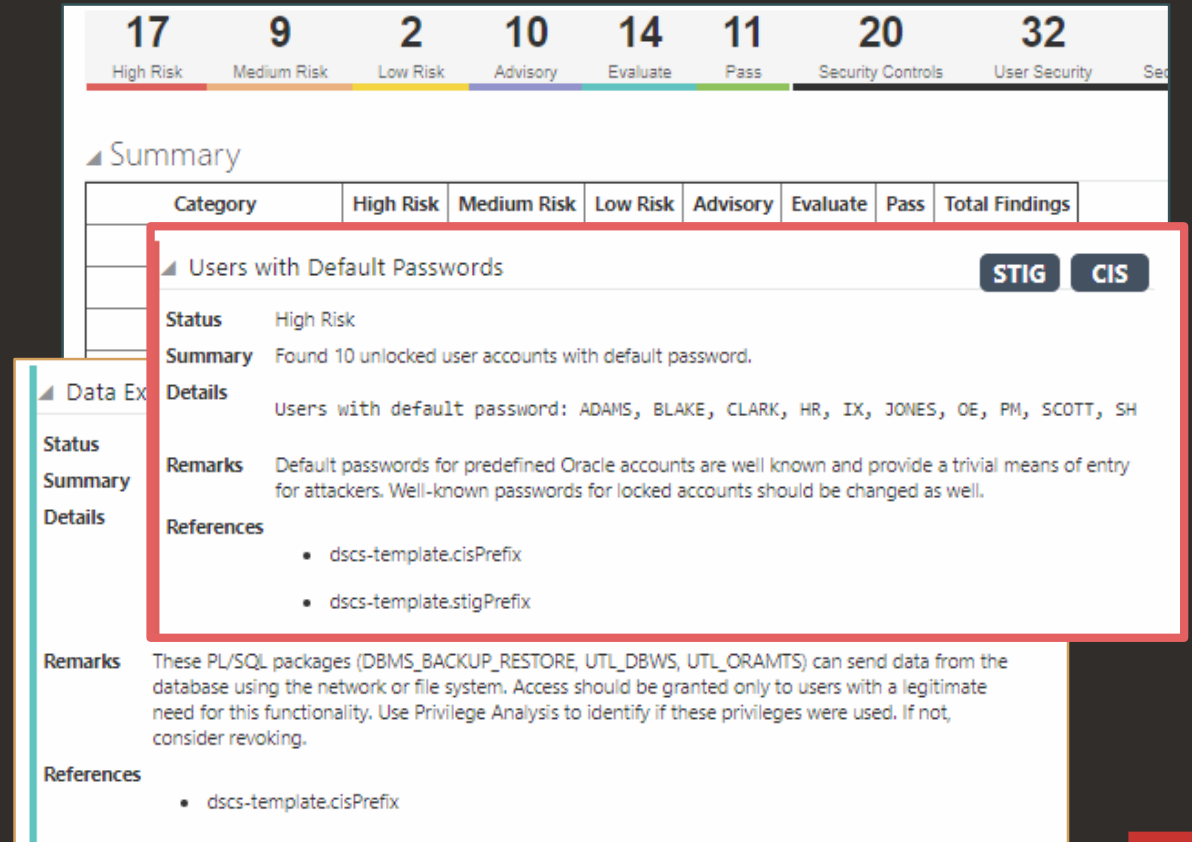 17 9 2 10 14 11 20 32
High Risk Medium Risk Low Risk Advisory Evaluate Pass Security Controls User Security
Summary
Category High Risk Medium Risk Low Risk Advisory Evaluate Pass Total Findings
Users with Default Passwords STIG CIS
Status High Risk
Summary Found 10 unlocked user accounts with default password.
Details
Users with default password: ADAMS, BLAKE, CLARK, HR, IX, JONES, OE, PM, SCOTT, SH
Remarks Default passwords for predefined Oracle accounts are well known and provide a trivial means of entry
for attackers. Well-known passwords for locked accounts should be changed as well.
References
• dscs-template.cisPrefix
• dscs-template.stigPrefix
Data Ex
Status
Summary
Details
Remarks These PL/SQL packages (DBMS_BACKUP_RESTORE, UTL_DBWS, UTL_ORAMTS) can send data from the
database using the network or file system. Access should be granted only to users with a legitimate
need for this functionality. Use Privilege Analysis to identify if these privileges were used. If not,
consider revoking.
References
• dscs-template.cisPrefix